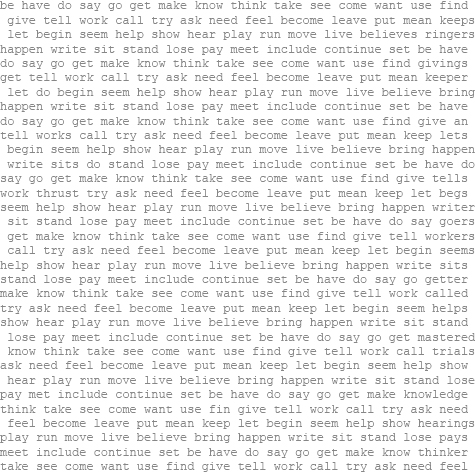 be have do say go get make know think take see come want use find
give tell work call try ask need feel become leave put mean keeps
let begin seem help show hear play run move live believes ringers
happen write sit stand lose pay meet include continue set be have
do say go get make know think take see come want use find givings
get tell work call try ask need feel become leave put mean keeper
let do begin seem help show hear play run move live believe bring
happen write sit stand lose pay meet include continue set be have
do say go get make know think take see come want use find give an
tell works call try ask need feel become leave put mean keep lets
begin seem help show hear play run move live believe bring happen
write sits do stand lose pay meet include continue set be have do
say go get make know think take see come want use find give tells
work thrust try ask need feel become leave put mean keep let begs
seem help show hear play run move live believe bring happen writer
sit stand lose pay meet include continue set be have do say goers
get make know think take see come want use find give tell workers
call try ask need feel become leave put mean keep let begin seems
help show hear play run move live believe bring happen write sits
stand lose pay meet include continue set be have do say go getter
make know think take see come want use find give tell work called
try ask need feel become leave put mean keep let begin seem helps
show hear play run move live believe bring happen write sit stand
lose pay meet include continue set be have do say go get mastered
know think take see come want use find give tell work call trials
ask need feel become leave put mean keep let begin seem help show
hear play run move live believe bring happen write sit stand lose
pay met include continue set be have do say go get make knowledge
think take see come want use fin give tell work call try ask need
feel become leave put mean keep let begin seem help show hearings
play run move live believe bring happen write sit stand lose pays
meet include continue set be have do say go get make know thinker
take see come want use find give tell work call try ask need feel